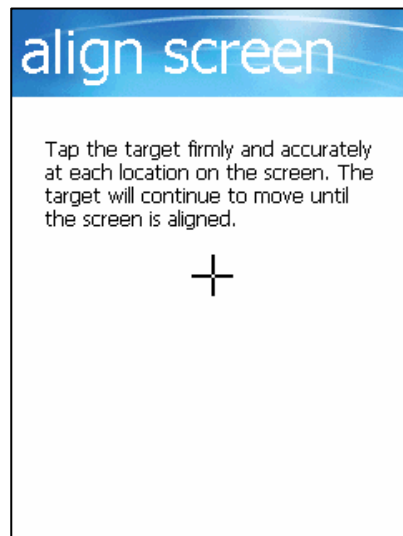 align screen
Tap the target firmly and accurately
at each location on the screen. The
target will continue to move until
the screen is aligned.